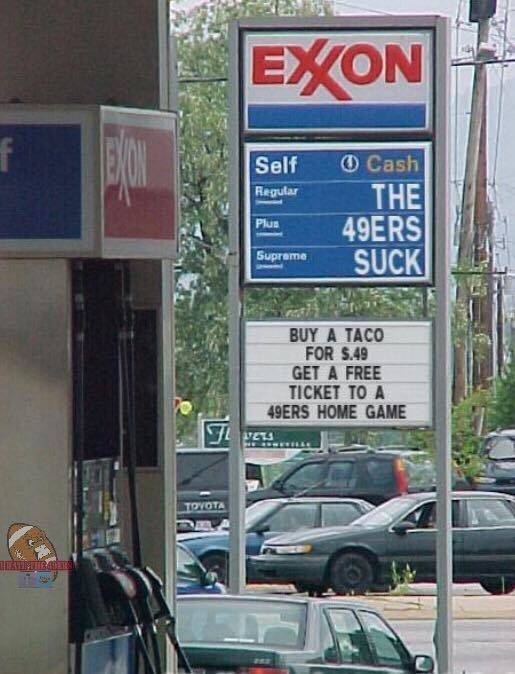 EXXON
Self Cash
Regular THE
Plus 49ERS
Supreme SUCK
BUY A TACO
FOR $.49
GET A FREE
TICKET TO A
49ERS HOME GAME
f
EXXON
TOYOTA